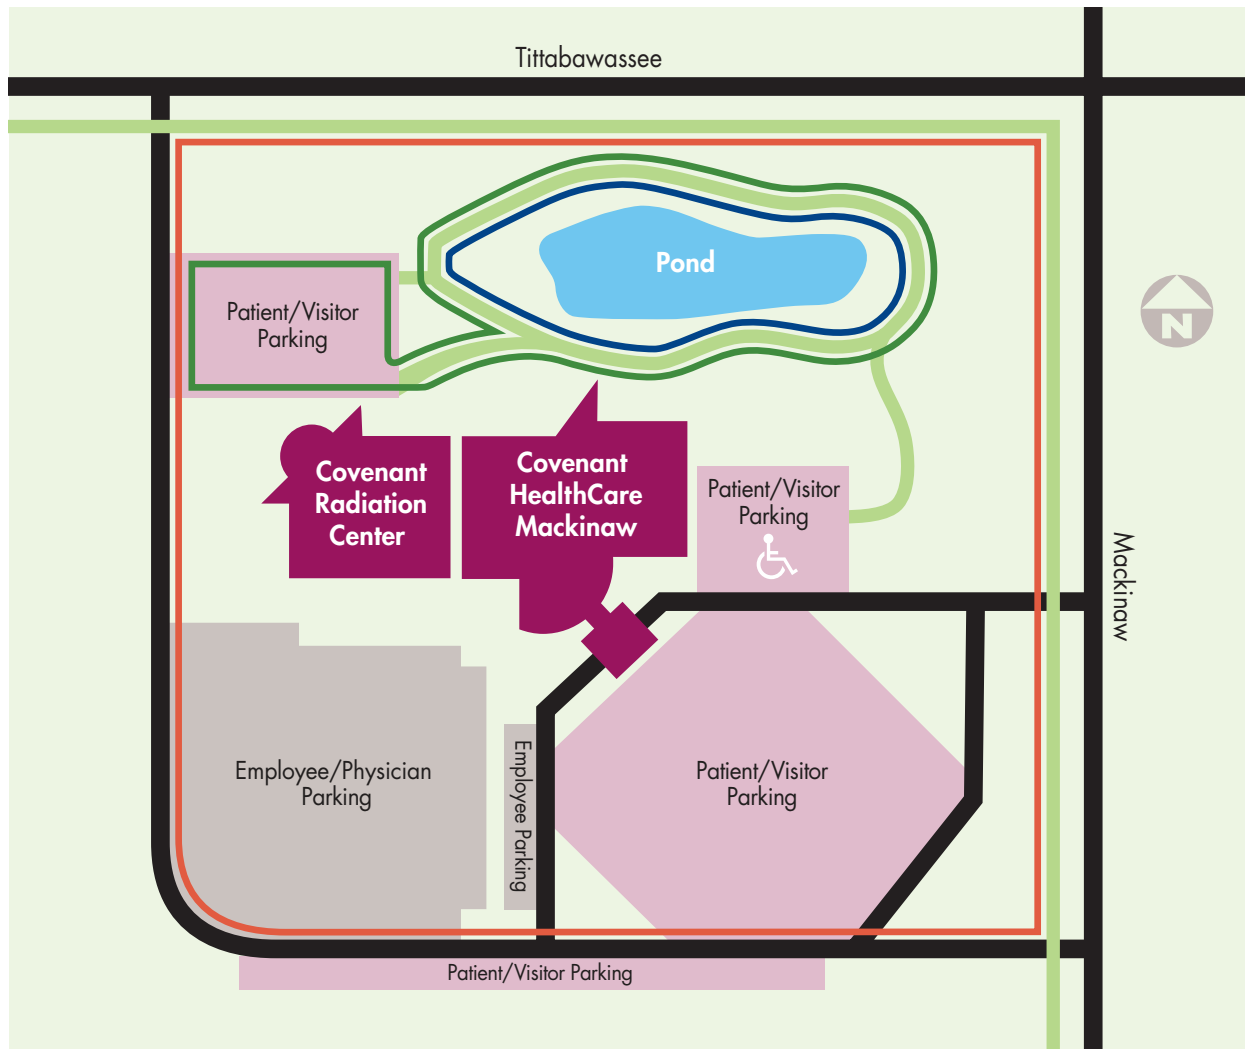 Tittabawassee
Pond
N
Patient/Visitor
Parking
Covenant
Radiation
Center
Covenant
HealthCare
Mackinaw
Patient/Visitor
Parking
Mackinaw
Employee/Physician
Parking
Employee Parking
Patient/Visitor
Parking
Patient/Visitor Parking